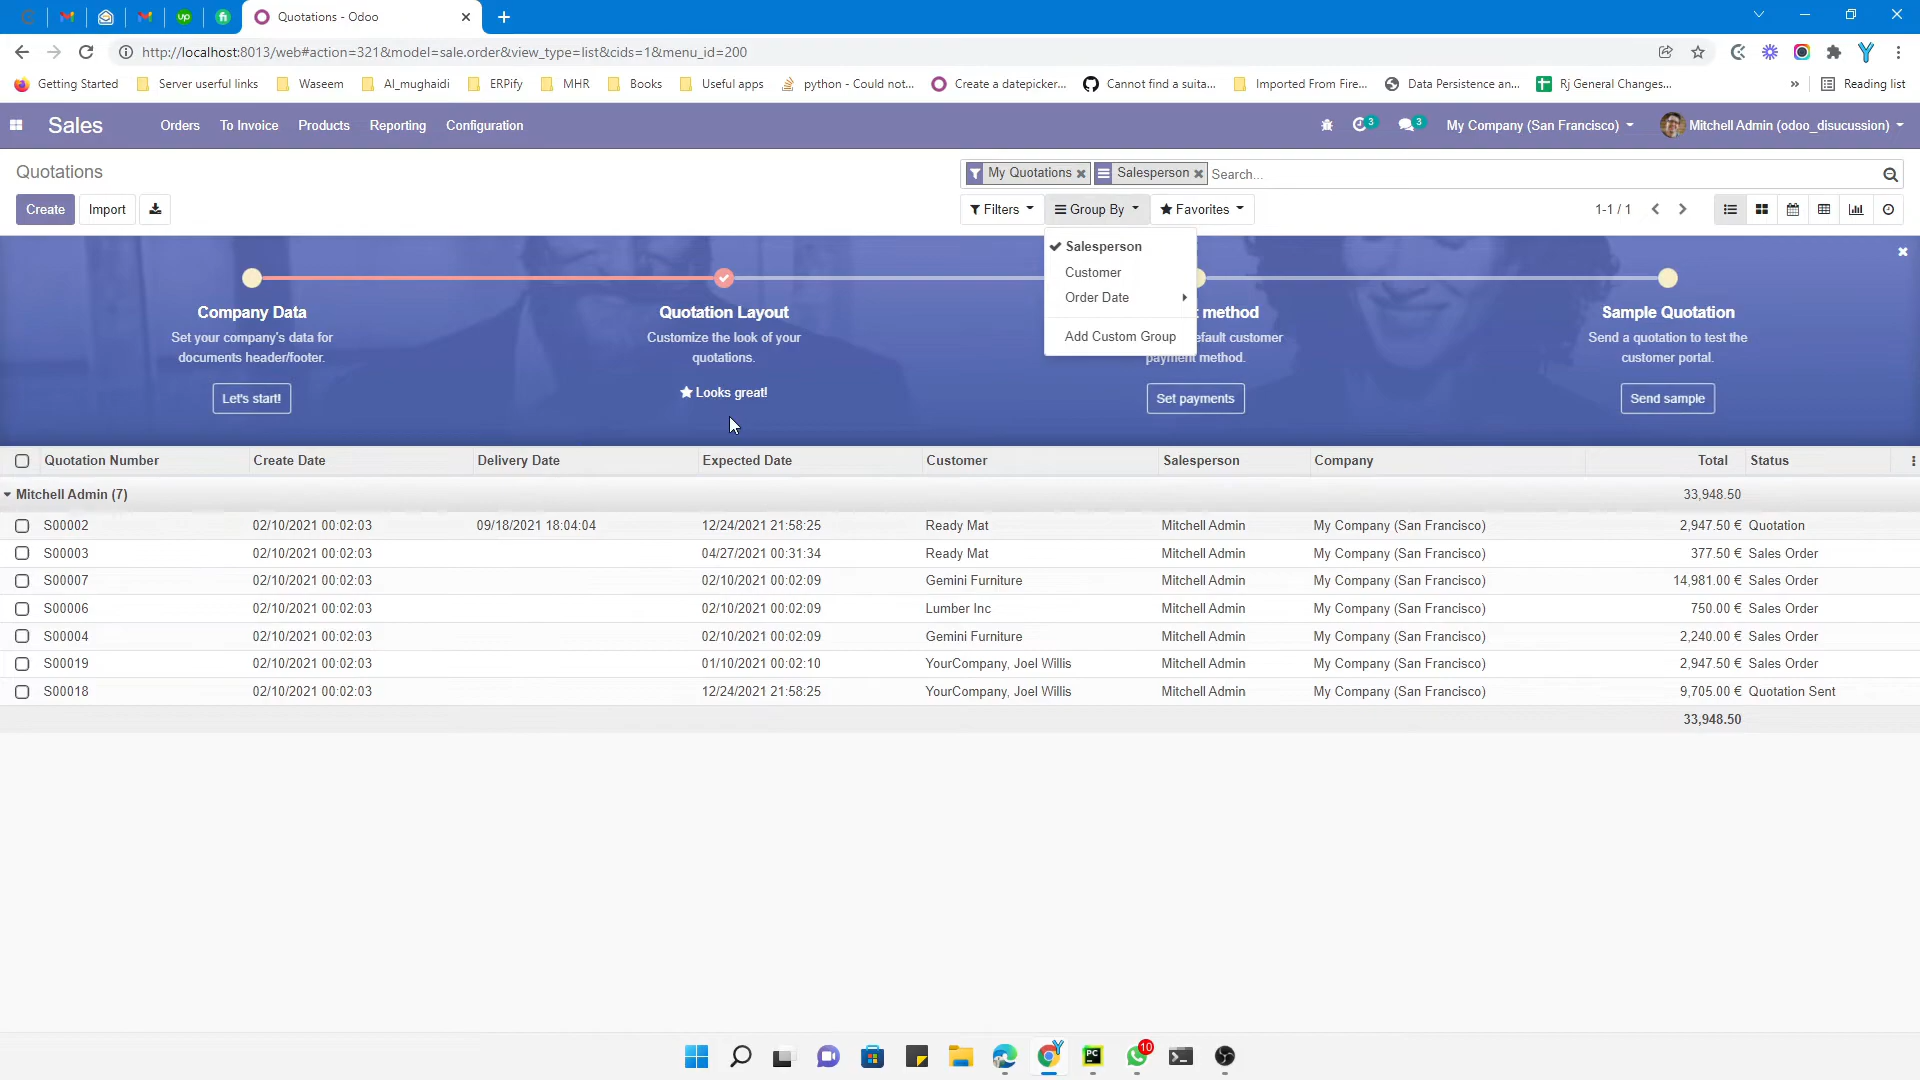 Quotations - Odoo
http://localhost:8013/web#action=321&model=sale.order&view_type=list&cids=1&menu_id=200
Getting Started Server userful links Waseem Al_mughaidi ERPify MHR Books Useful apps python - Could not... Create a datepicker... Cannot find a suita... Imported From Fire... Data Persistence an... Rj General Changes... » Reading list
Sales Orders To Invoice Products Reporting Configuration 3 3 My Company (San Francisco) Mitchell Admin (odoo_disucussion)
Quotations
My Quotations Salesperson Search...
Create Import Filters Group By Favorites 1-1 / 1
Salesperson
Customer
Order Date
Add Custom Group
Company Data Quotation Layout t method Sample Quotation
Set your company's data for Customize the look of your efault customer Send a quotation to test the
documents header/footer. quotations. payment method. customer portal.
Let's start! Looks great! Set payments Send sample
Quotation Number Create Date Delivery Date Expected Date Customer Salesperson Company Total Status
Mitchell Admin (7) 33,948.50
S00002 02/10/2021 00:02:03 09/18/2021 18:04:04 12/24/2021 21:58:25 Ready Mat Mitchell Admin My Company (San Francisco) 2,947.50 € Quotation
S00003 02/10/2021 00:02:03 04/27/2021 00:31:34 Ready Mat Mitchell Admin My Company (San Francisco) 377.50 € Sales Order
S00007 02/10/2021 00:02:03 02/10/2021 00:02:09 Gemini Furniture Mitchell Admin My Company (San Francisco) 14,981.00 € Sales Order
S00006 02/10/2021 00:02:03 02/10/2021 00:02:09 Lumber Inc Mitchell Admin My Company (San Francisco) 750.00 € Sales Order
S00004 02/10/2021 00:02:03 02/10/2021 00:02:09 Gemini Furniture Mitchell Admin My Company (San Francisco) 2,240.00 € Sales Order
S00019 02/10/2021 00:02:03 01/10/2021 00:02:10 YourCompany, Joel Willis Mitchell Admin My Company (San Francisco) 2,947.50 € Sales Order
S00018 02/10/2021 00:02:03 12/24/2021 21:58:25 YourCompany, Joel Willis Mitchell Admin My Company (San Francisco) 9,705.00 € Quotation Sent
33,948.50
10